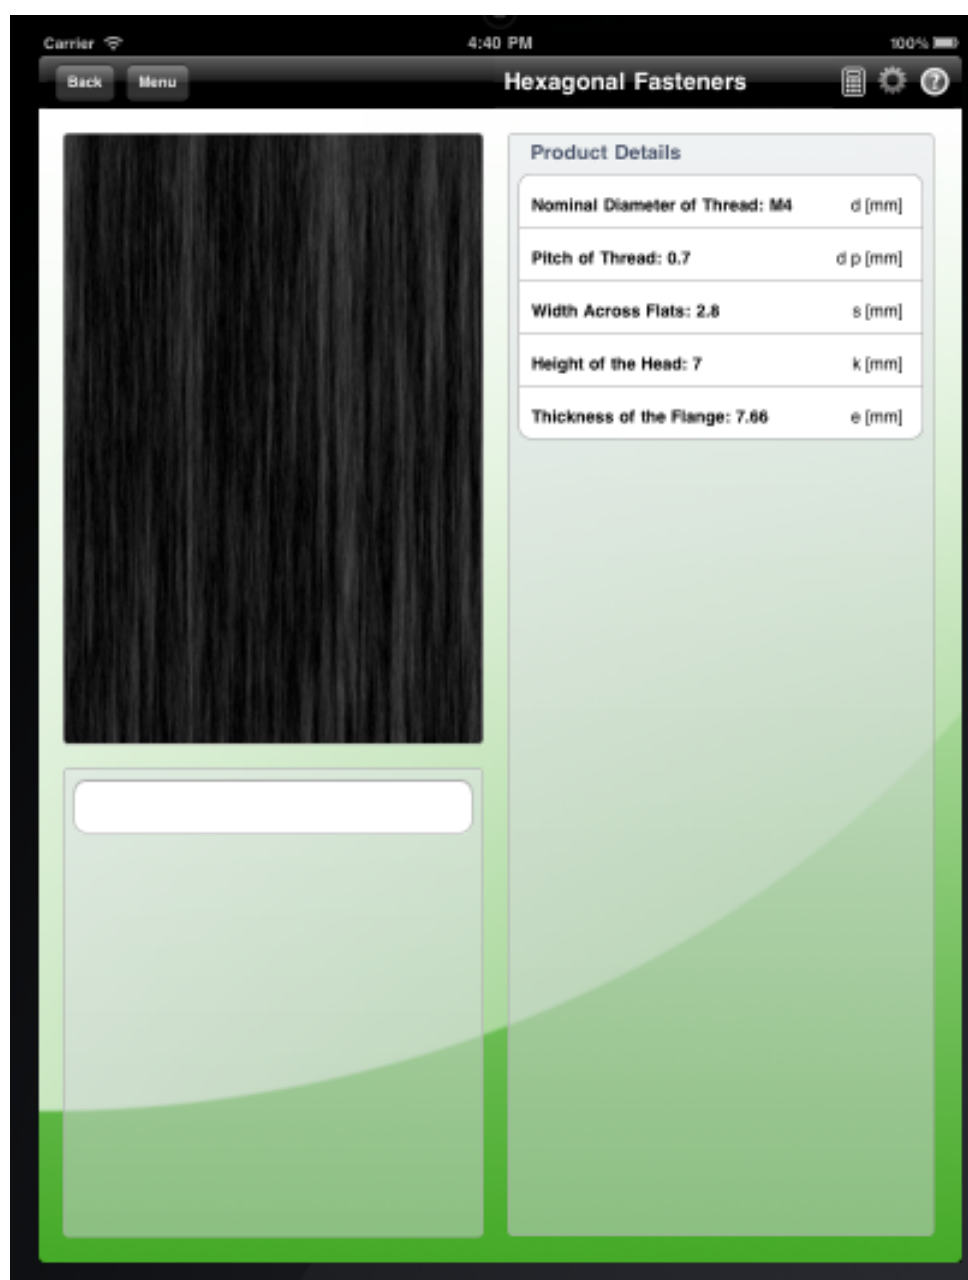 Carrier 4:40 PM 100%
Back Menu Hexagonal Fasteners ?
Product Details
Nominal Diameter of Thread: M4 d [mm]
Pitch of Thread: 0.7 d p [mm]
Width Across Flats: 2.8 s [mm]
Height of the Head: 7 k [mm]
Thickness of the Flange: 7.66 e [mm]